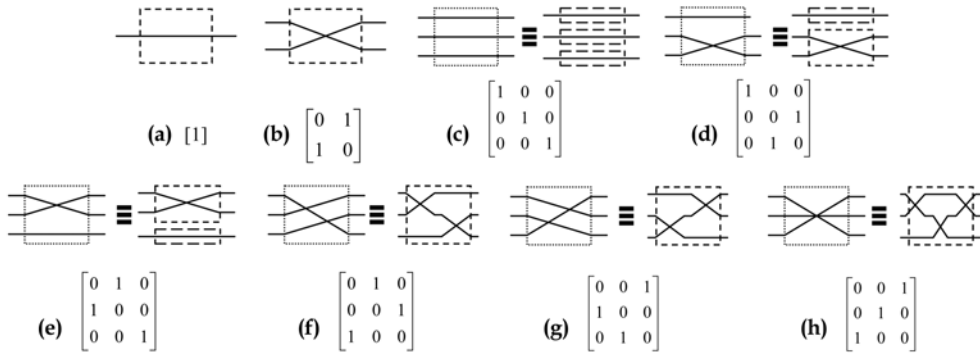 (a) [1]
(b) [0 1
1 0]
(c) [1 0 0
0 1 0
0 0 1]
(d) [1 0 0
0 0 1
0 1 0]
(e) [0 1 0
1 0 0
0 0 1]
(f) [0 1 0
0 0 1
1 0 0]
(g) [0 0 1
1 0 0
0 1 0]
(h) [0 0 1
0 1 0
1 0 0]